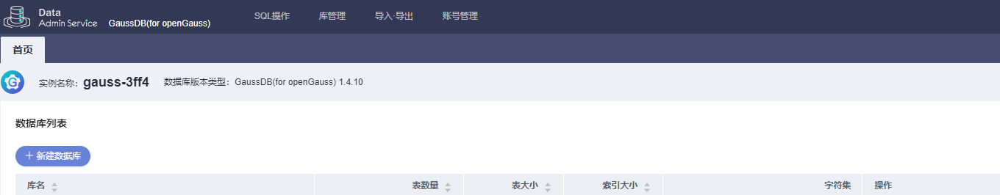 Data
Admin Service GaussDB(for openGauss) SQL操作 库管理 导入·导出 账号管理
首页
实例名称： gauss-3ff4 数据库版本类型：GaussDB(for openGauss) 1.4.10
数据库列表
+ 新建数据库
库名 表数量 表大小 索引大小 字符集 操作